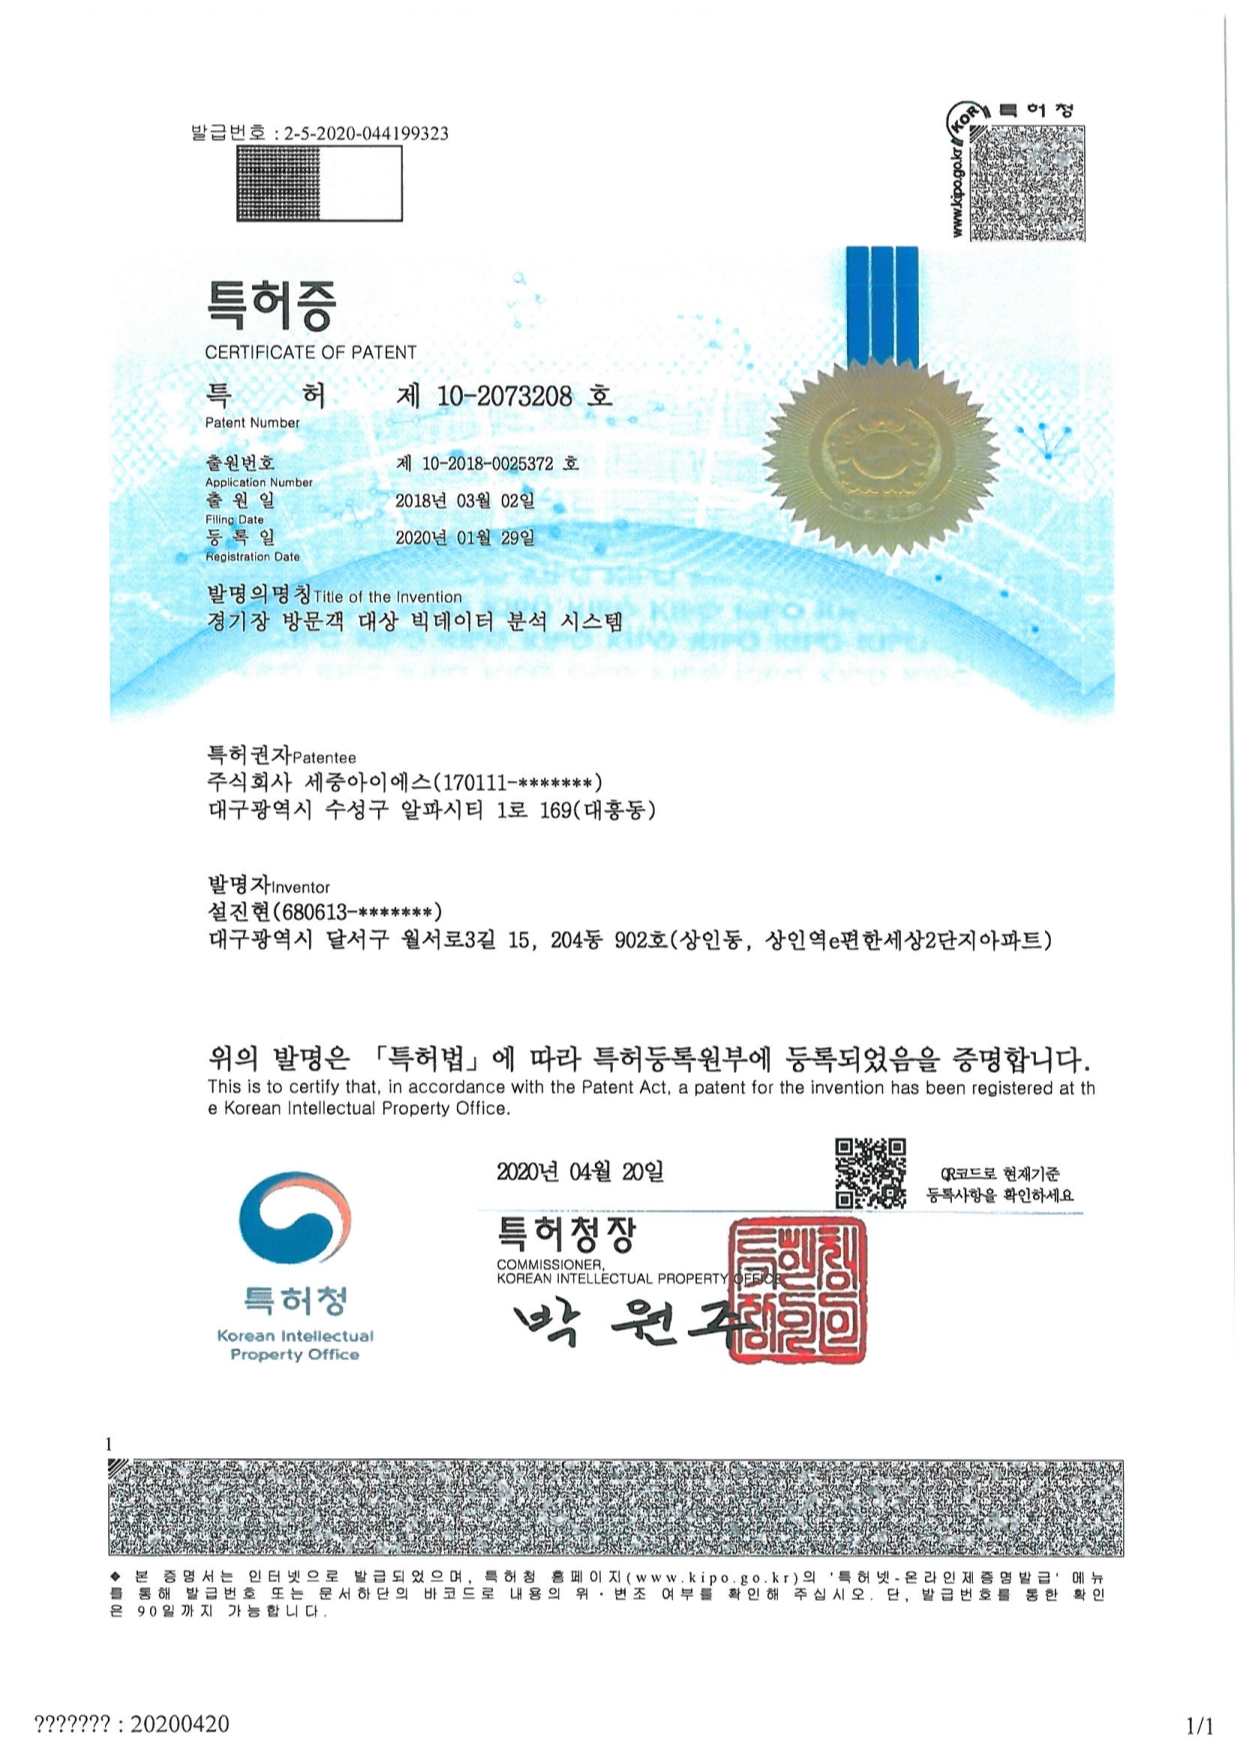 발급번호 : 2-5-2020-044199323
KOR
특허청
www.kipo.go.kr
특허증
CERTIFICATE OF PATENT
특 허 제 10-2073208 호
Patent Number
출원번호 제 10-2018-0025372 호
Application Number
출 원 일 2018년 03월 02일
Filing Date
등 록 일 2020년 01월 29일
Registration Date
발명의명칭Title of the Invention
경기장 방문객 대상 빅데이터 분석 시스템
특허권자Patentee
주식회사 세중아이에스(170111-*******)
대구광역시 수성구 알파시티 1로 169(대흥동)
발명자Inventor
설진현(680613-*******)
대구광역시 달서구 월서로3길 15, 204동 902호(상인동, 상인역e편한세상2단지아파트)
위의 발명은 「특허법」에 따라 특허등록원부에 등록되었음을 증명합니다.
This is to certify that, in accordance with the Patent Act, a patent for the invention has been registered at th
e Korean Intellectual Property Office.
2020년 04월 20일
QR코드로 현재기준
등록사항을 확인하세요
특허청장
COMMISSIONER,
KOREAN INTELLECTUAL PROPERTY OFFICE
박 원 주
특허청
Korean Intellectual
Property Office
1
◆ 본 증명서는 인터넷으로 발급되었으며, 특허청 홈페이지(www.kipo.go.kr)의 '특허넷-온라인제증명발급' 메뉴
를 통해 발급번호 또는 문서하단의 바코드로 내용의 위·변조 여부를 확인해 주십시오. 단, 발급번호를 통한 확인
은 90일까지 가능합니다.
??????? : 20200420
1/1